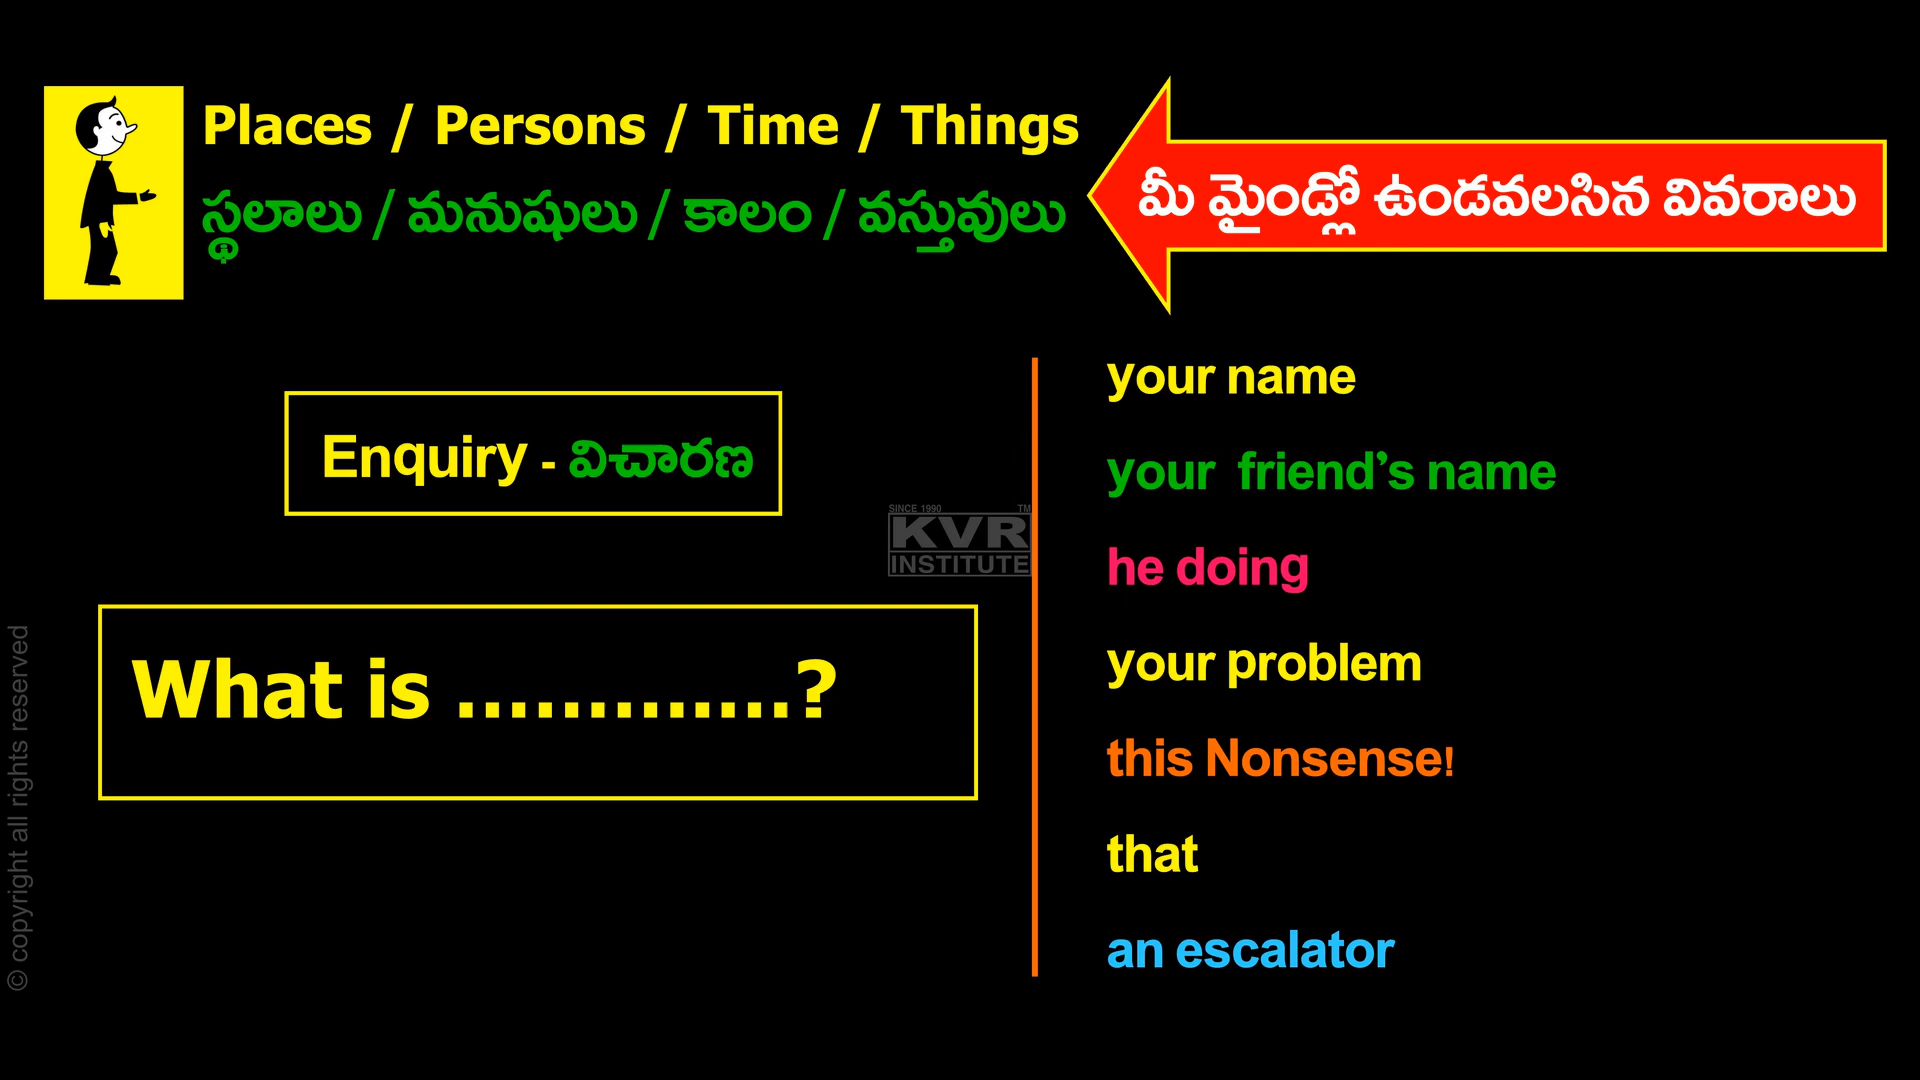 Places / Persons / Time / Things
స్థలాలు / మనుషులు / కాలం / వస్తువులు
మీ మైండ్లో ఉండవలసిన వివరాలు
Enquiry - విచారణ
What is .............?
your name
your friend’s name
he doing
your problem
this Nonsense!
that
an escalator
SINCE 1990 TM
KVR
INSTITUTE
© copyright all rights reserved